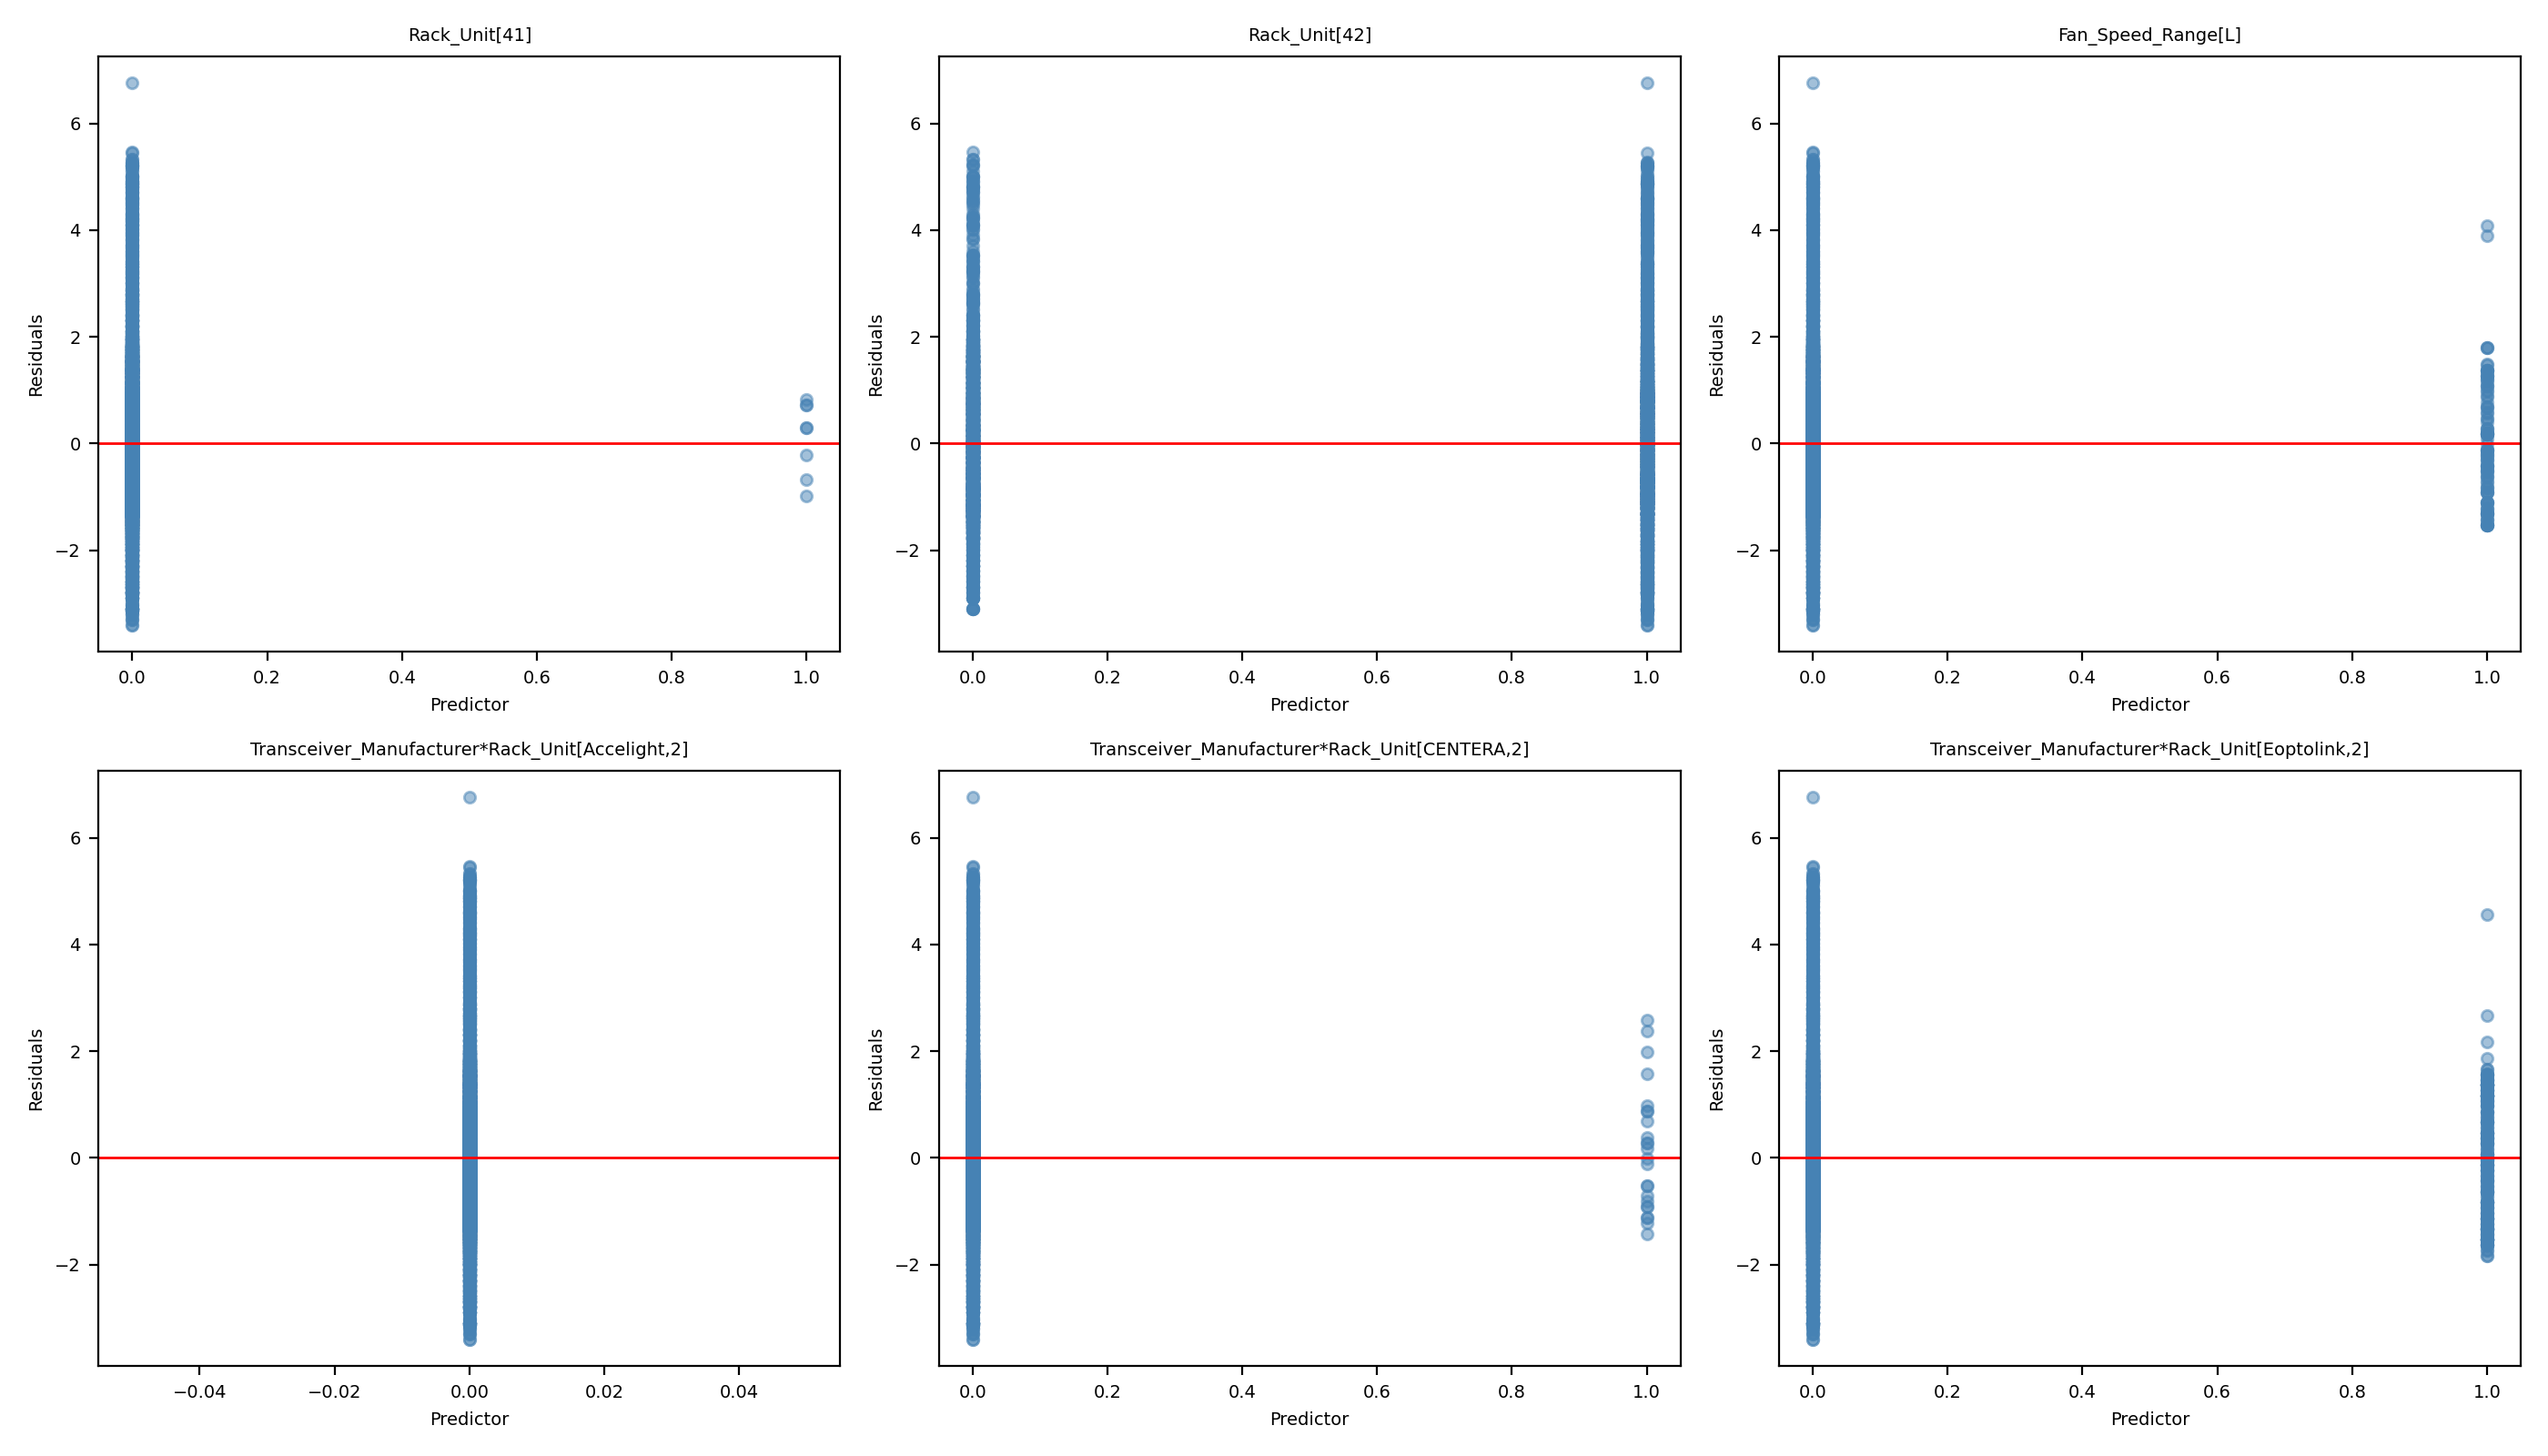 Rack_Unit[41]
Rack_Unit[42]
Fan_Speed_Range[L]
6
4
2
0
−2
Residuals
0.0 0.2 0.4 0.6 0.8 1.0
Predictor
6
4
2
0
−2
Residuals
0.0 0.2 0.4 0.6 0.8 1.0
Predictor
6
4
2
0
−2
Residuals
0.0 0.2 0.4 0.6 0.8 1.0
Predictor
Transceiver_Manufacturer*Rack_Unit[Accelight,2]
Transceiver_Manufacturer*Rack_Unit[CENTERA,2]
Transceiver_Manufacturer*Rack_Unit[Eoptolink,2]
6
4
2
0
−2
Residuals
−0.04 −0.02 0.00 0.02 0.04
Predictor
6
4
2
0
−2
Residuals
0.0 0.2 0.4 0.6 0.8 1.0
Predictor
6
4
2
0
−2
Residuals
0.0 0.2 0.4 0.6 0.8 1.0
Predictor